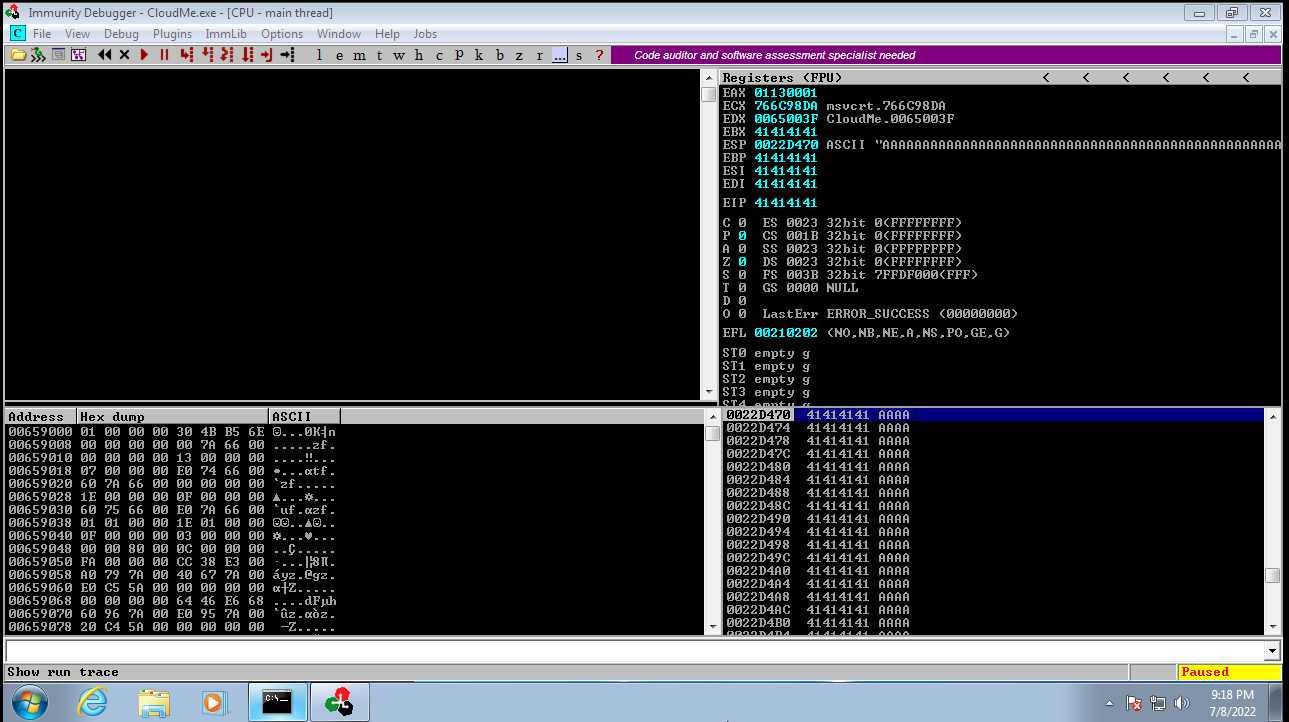 Immunity Debugger - CloudMe.exe - [CPU - main thread]
C File View Debug Plugins ImmLib Options Window Help Jobs
l e m t w h c P k b z r ... s ? Code auditor and software assessment specialist needed
Registers (FPU) < < < < < <
EAX 01130001
ECX 766C98DA msvcrt.766C98DA
EDX 0065003F CloudMe.0065003F
EBX 41414141
ESP 0022D470 ASCII "AAAAAAAAAAAAAAAAAAAAAAAAAAAAAAAAAAAAAAAAAAAAAAAAAA
EBP 41414141
ESI 41414141
EDI 41414141
EIP 41414141
C 0 ES 0023 32bit 0(FFFFFFFF)
P 0 CS 001B 32bit 0(FFFFFFFF)
A 0 SS 0023 32bit 0(FFFFFFFF)
Z 0 DS 0023 32bit 0(FFFFFFFF)
S 0 FS 003B 32bit 7FFDF000(FFF)
T 0 GS 0000 NULL
D 0
O 0 LastErr ERROR_SUCCESS (00000000)
EFL 00210202 (NO,NB,NE,A,NS,PO,GE,G)
ST0 empty g
ST1 empty g
ST2 empty g
ST3 empty g
ST4 empty g
Address Hex dump ASCII
00659000 01 00 00 00 30 4B B5 6E ☺...0K╡n
00659008 00 00 00 00 00 7A 66 00 .....zf.
00659010 00 00 00 00 13 00 00 00 ....‼...
00659018 07 00 00 00 E0 74 66 00 •...αtf.
00659020 60 7A 66 00 00 00 00 00 `zf.....
00659028 1E 00 00 00 0F 00 00 00 ▲...☼...
00659030 60 75 66 00 E0 7A 66 00 `uf.αzf.
00659038 01 01 00 00 1E 01 00 00 ☺☺..▲☺..
00659040 0F 00 00 00 03 00 00 00 ☼...♥...
00659048 00 00 80 00 0C 00 00 00 ..Ç.....
00659050 FA 00 00 00 CC 38 E3 00 ·...╠8π.
00659058 A0 79 7A 00 40 67 7A 00 áyz.@gz.
00659060 E0 C5 5A 00 00 00 00 00 α┼Z.....
00659068 00 00 00 00 64 46 E6 68 ....dFµh
00659070 60 96 7A 00 E0 95 7A 00 `ûz.αòz.
00659078 20 C4 5A 00 00 00 00 00  ─Z.....
0022D470 41414141 AAAA
0022D474 41414141 AAAA
0022D478 41414141 AAAA
0022D47C 41414141 AAAA
0022D480 41414141 AAAA
0022D484 41414141 AAAA
0022D488 41414141 AAAA
0022D48C 41414141 AAAA
0022D490 41414141 AAAA
0022D494 41414141 AAAA
0022D498 41414141 AAAA
0022D49C 41414141 AAAA
0022D4A0 41414141 AAAA
0022D4A4 41414141 AAAA
0022D4A8 41414141 AAAA
0022D4AC 41414141 AAAA
0022D4B0 41414141 AAAA
0022D4B4 41414141 AAAA
Show run trace
Paused
C:\
9:18 PM
7/8/2022